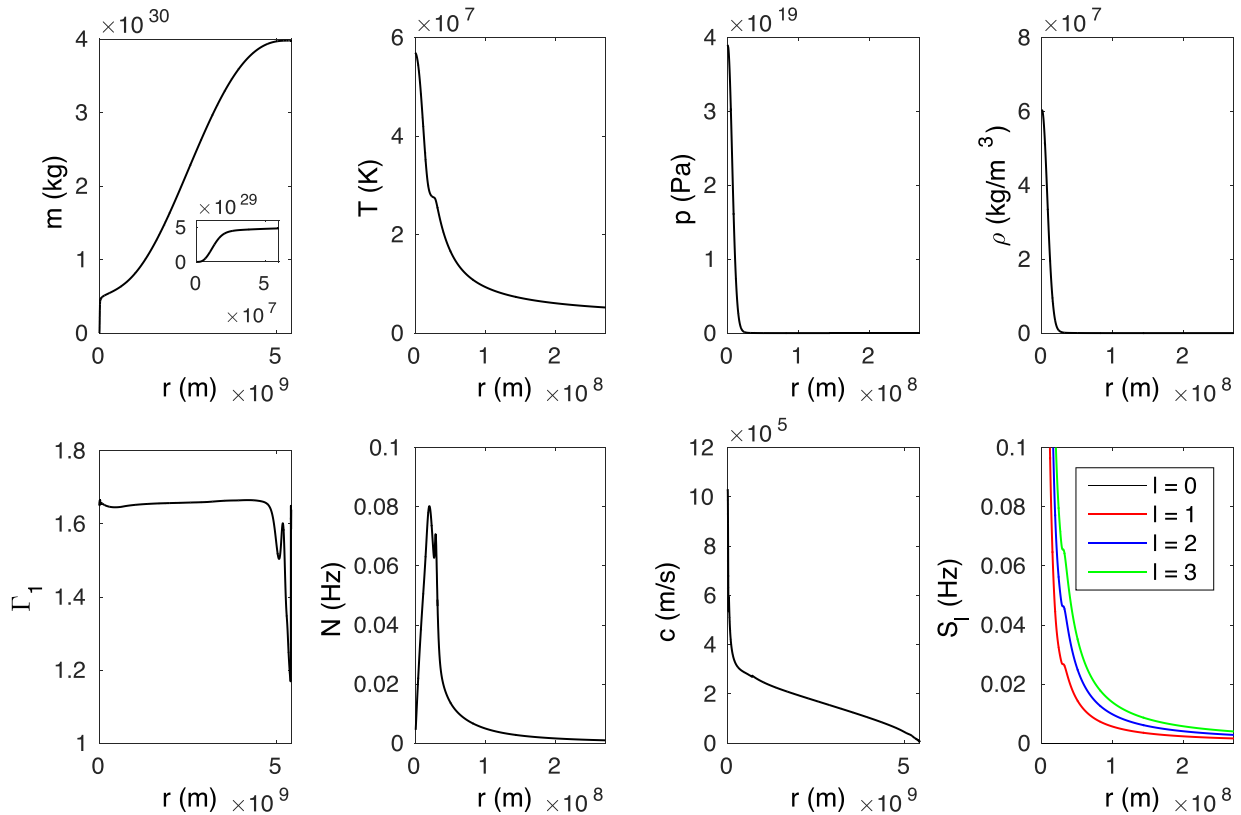 × 10 30
4
3
2
1
0
m (kg)
× 10 29
5
0
0 5
× 10 7
0 5
r (m) × 10 9
× 10 7
6
4
2
0
T (K)
0 1 2
r (m) × 10 8
× 10 19
4
3
2
1
0
p (Pa)
0 1 2
r (m) × 10 8
× 10 7
8
6
4
2
0
ρ (kg/m 3)
0 1 2
r (m) × 10 8
1.8
1.6
1.4
1.2
1
Γ1
0 5
r (m) × 10 9
0.1
0.08
0.06
0.04
0.02
0
N (Hz)
0 1 2
r (m) × 10 8
× 10 5
12
10
8
6
4
2
0
c (m/s)
0 5
r (m) × 10 9
0.1
0.08
0.06
0.04
0.02
0
Sl (Hz)
l = 0
l = 1
l = 2
l = 3
0 1 2
r (m) × 10 8